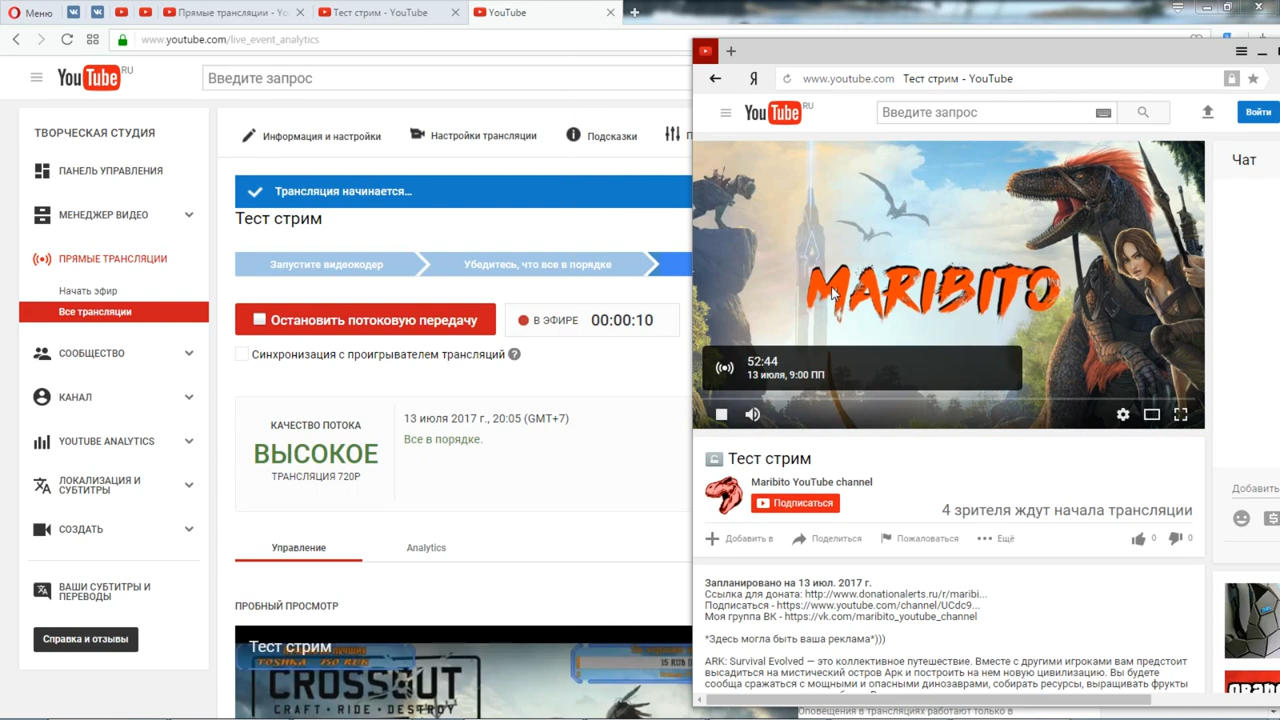 Меню
Прямые трансляции - Yo
Тест стрим - YouTube
YouTube
www.youtube.com/live_event_analytics
YouTube RU
Введите запрос
ТВОРЧЕСКАЯ СТУДИЯ
ПАНЕЛЬ УПРАВЛЕНИЯ
МЕНЕДЖЕР ВИДЕО
ПРЯМЫЕ ТРАНСЛЯЦИИ
Начать эфир
Все трансляции
СООБЩЕСТВО
КАНАЛ
YOUTUBE ANALYTICS
ЛОКАЛИЗАЦИЯ И
СУБТИТРЫ
СОЗДАТЬ
ВАШИ СУБТИТРЫ И
ПЕРЕВОДЫ
Справка и отзывы
Информация и настройки
Настройки трансляции
Подсказки
П
Трансляция начинается...
Тест стрим
Запустите видеокодер
Убедитесь, что все в порядке
Остановить потоковую передачу
В ЭФИРЕ 00:00:10
Синхронизация с проигрывателем трансляций ?
КАЧЕСТВО ПОТОКА
ВЫСОКОЕ
ТРАНСЛЯЦИЯ 720P
13 июля 2017 г., 20:05 (GMT+7)
Все в порядке.
Управление
Analytics
ПРОБНЫЙ ПРОСМОТР
Тест стрим
TOSHKA_ 150 RUB
15 RUB
CROSSOUT
CRAFT • RIDE • DESTROY
Я
www.youtube.com Тест стрим - YouTube
YouTube RU
Введите запрос
Войти
MARIBITO
52:44
13 июля, 9:00 ПП
Чат
Тест стрим
Maribito YouTube channel
Подписаться
4 зрителя ждут начала трансляции
Добавить в
Поделиться
Пожаловаться
Ещё
0
0
Добавить
Запланировано на 13 июл. 2017 г.
Ссылка для доната: http://www.donationalerts.ru/r/maribi...
Подписаться - https://www.youtube.com/channel/UCdc9...
Моя группа ВК - https://vk.com/maribito_youtube_channel
*Здесь могла быть ваша реклама*)))
ARK: Survival Evolved — это коллективное путешествие. Вместе с другими игроками вам предстоит
высадиться на мистический остров Арк и построить на нем новую цивилизацию. Вы будете
сообща сражаться с мощными и опасными динозаврами, собирать ресурсы, выращивать фрукты
Оповещения в трансляциях работают только в